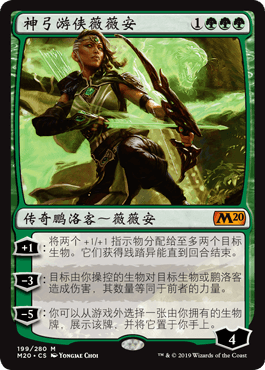 神弓游侠薇薇安 1
传奇鹏洛客～薇薇安 M20
+1: 将两个+1/+1指示物分配给至多两个目标
生物。它们获得践踏异能直到回合结束。
-3: 目标由你操控的生物对目标生物或鹏洛客
造成伤害，其数量等同于前者的力量。
-5: 你可以从游戏外选择一张由你拥有的生物
牌，展示该牌，并将它置于你手上。
4
199/280 M
M20 • CS YONGJAE CHOI
™ & © 2019 Wizards of the Coast